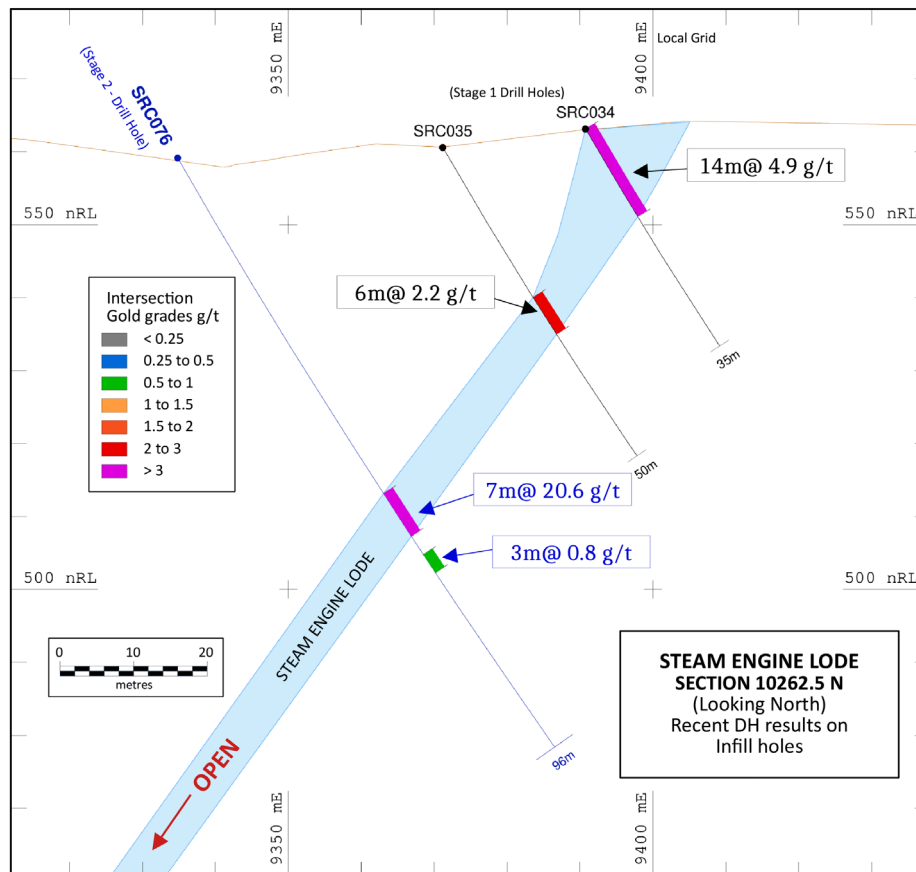 9350 mE
9400 mE
Local Grid
SRC076
(Stage 2 - Drill Hole)
(Stage 1 Drill Holes)
SRC034
SRC035
14m@ 4.9 g/t
550 nRL
550 nRL
6m@ 2.2 g/t
Intersection
Gold grades g/t
< 0.25
0.25 to 0.5
0.5 to 1
1 to 1.5
1.5 to 2
2 to 3
> 3
35m
50m
7m@ 20.6 g/t
3m@ 0.8 g/t
500 nRL
500 nRL
STEAM ENGINE LODE
0 10 20
metres
STEAM ENGINE LODE
SECTION 10262.5 N
(Looking North)
Recent DH results on
Infill holes
96m
OPEN
9350 mE
9400 mE